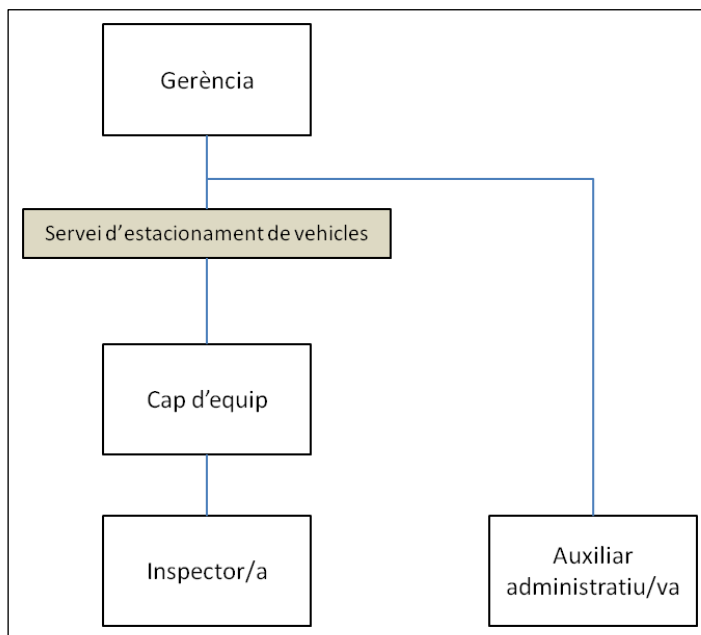 Gerència
Servei d'estacionament de vehicles
Cap d'equip
Inspector/a
Auxiliar
administratiu/va